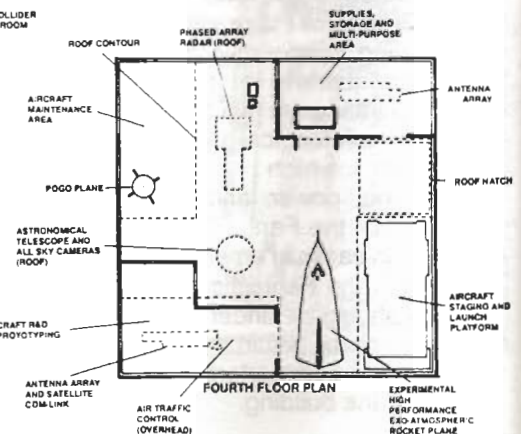 OLLIDER
ROOM
ROOF CONTOUR
PHASED ARRAY
RADAR (ROOF)
SUPPLIES,
STORAGE AND
MULTI-PURPOSE
AREA
ANTENNA
ARRAY
AIRCRAFT
MAINTENANCE
AREA
POGO PLANE
ROOF HATCH
ASTRONOMICAL
TELESCOPE AND
ALL SKY CAMERAS
(ROOF)
AIRCRAFT
STAGING AND
LAUNCH
PLATFORM
CRAFT R&D
PROYOTYPING
ANTENNA ARRAY
AND SATELLITE
COM-LINK
AIR TRAFFIC
CONTROL
(OVERHEAD)
FOURTH FLOOR PLAN
EXPERIMENTAL
HIGH
PERFORMANCE
EXO-ATMOSPHERIC
ROCKET PLANE